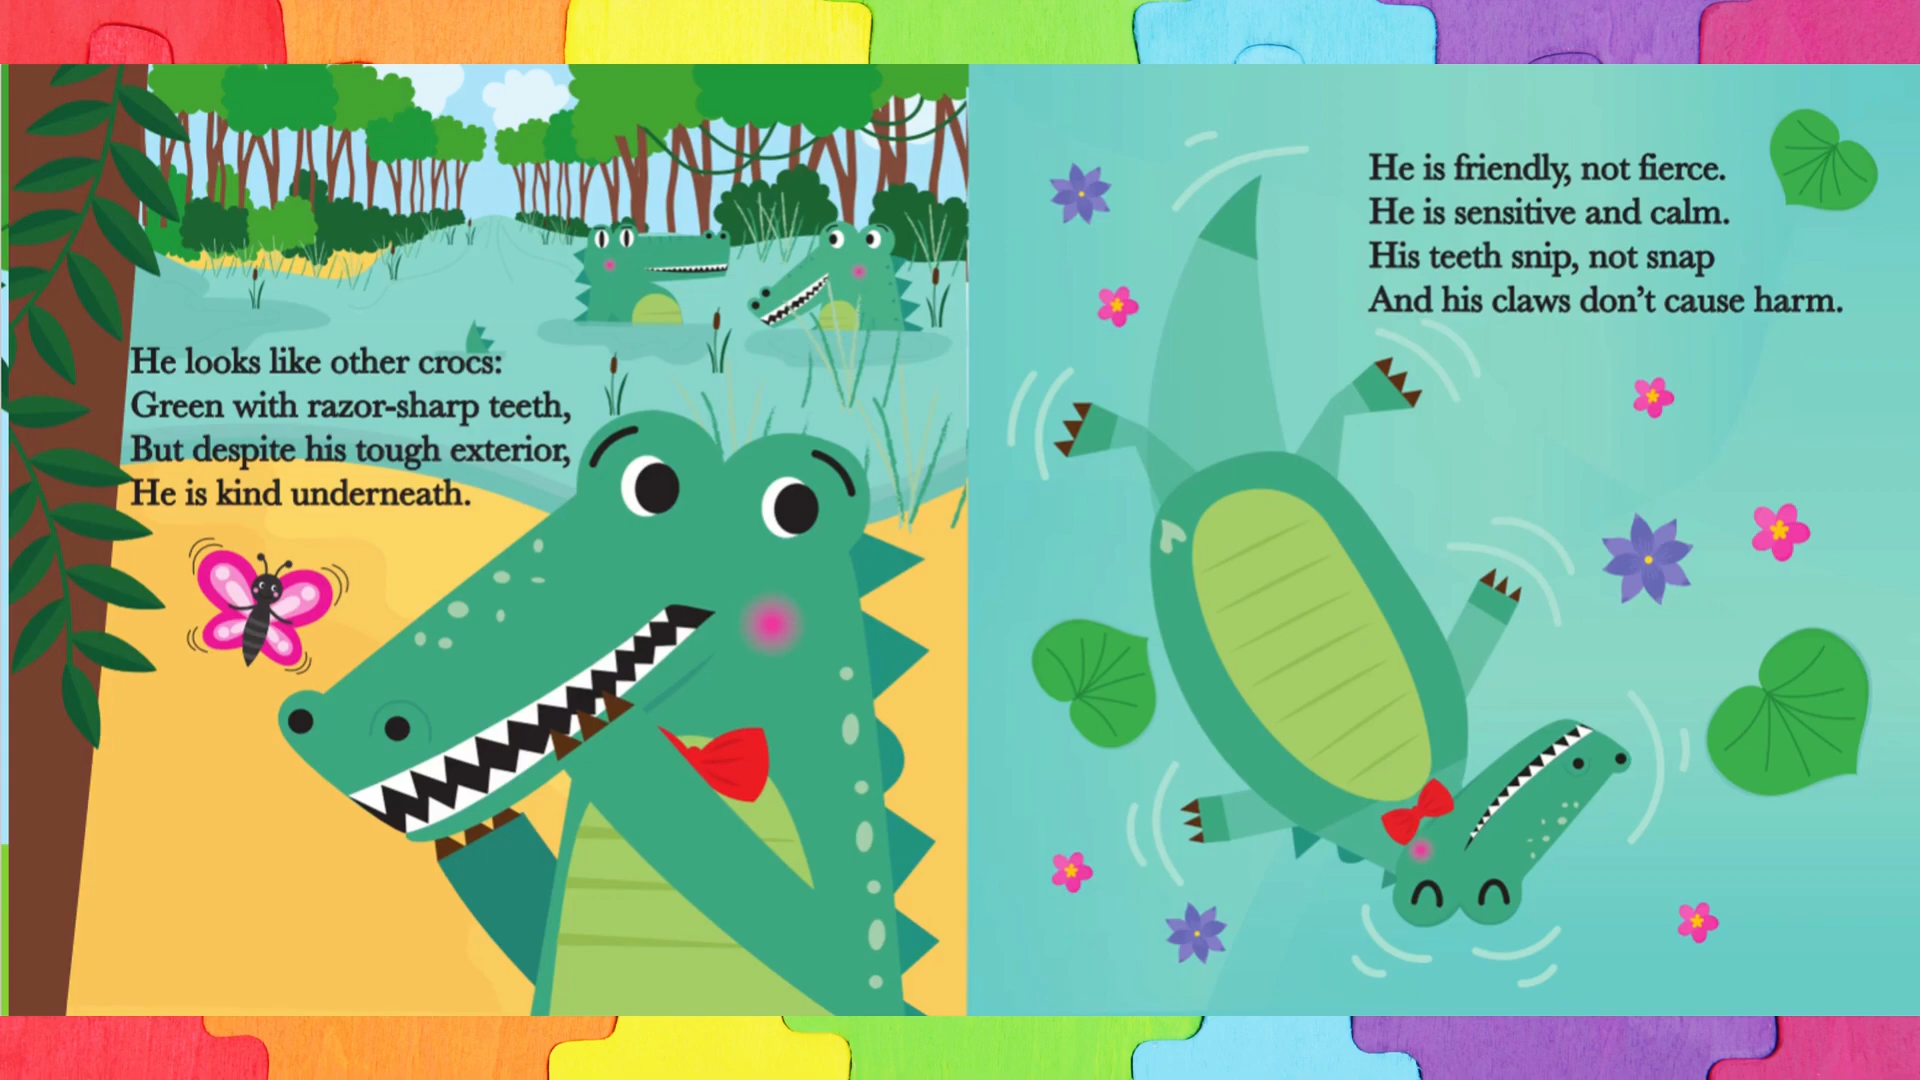 He looks like other crocs:
Green with razor-sharp teeth,
But despite his tough exterior,
He is kind underneath.
He is friendly, not fierce.
He is sensitive and calm.
His teeth snip, not snap
And his claws don’t cause harm.